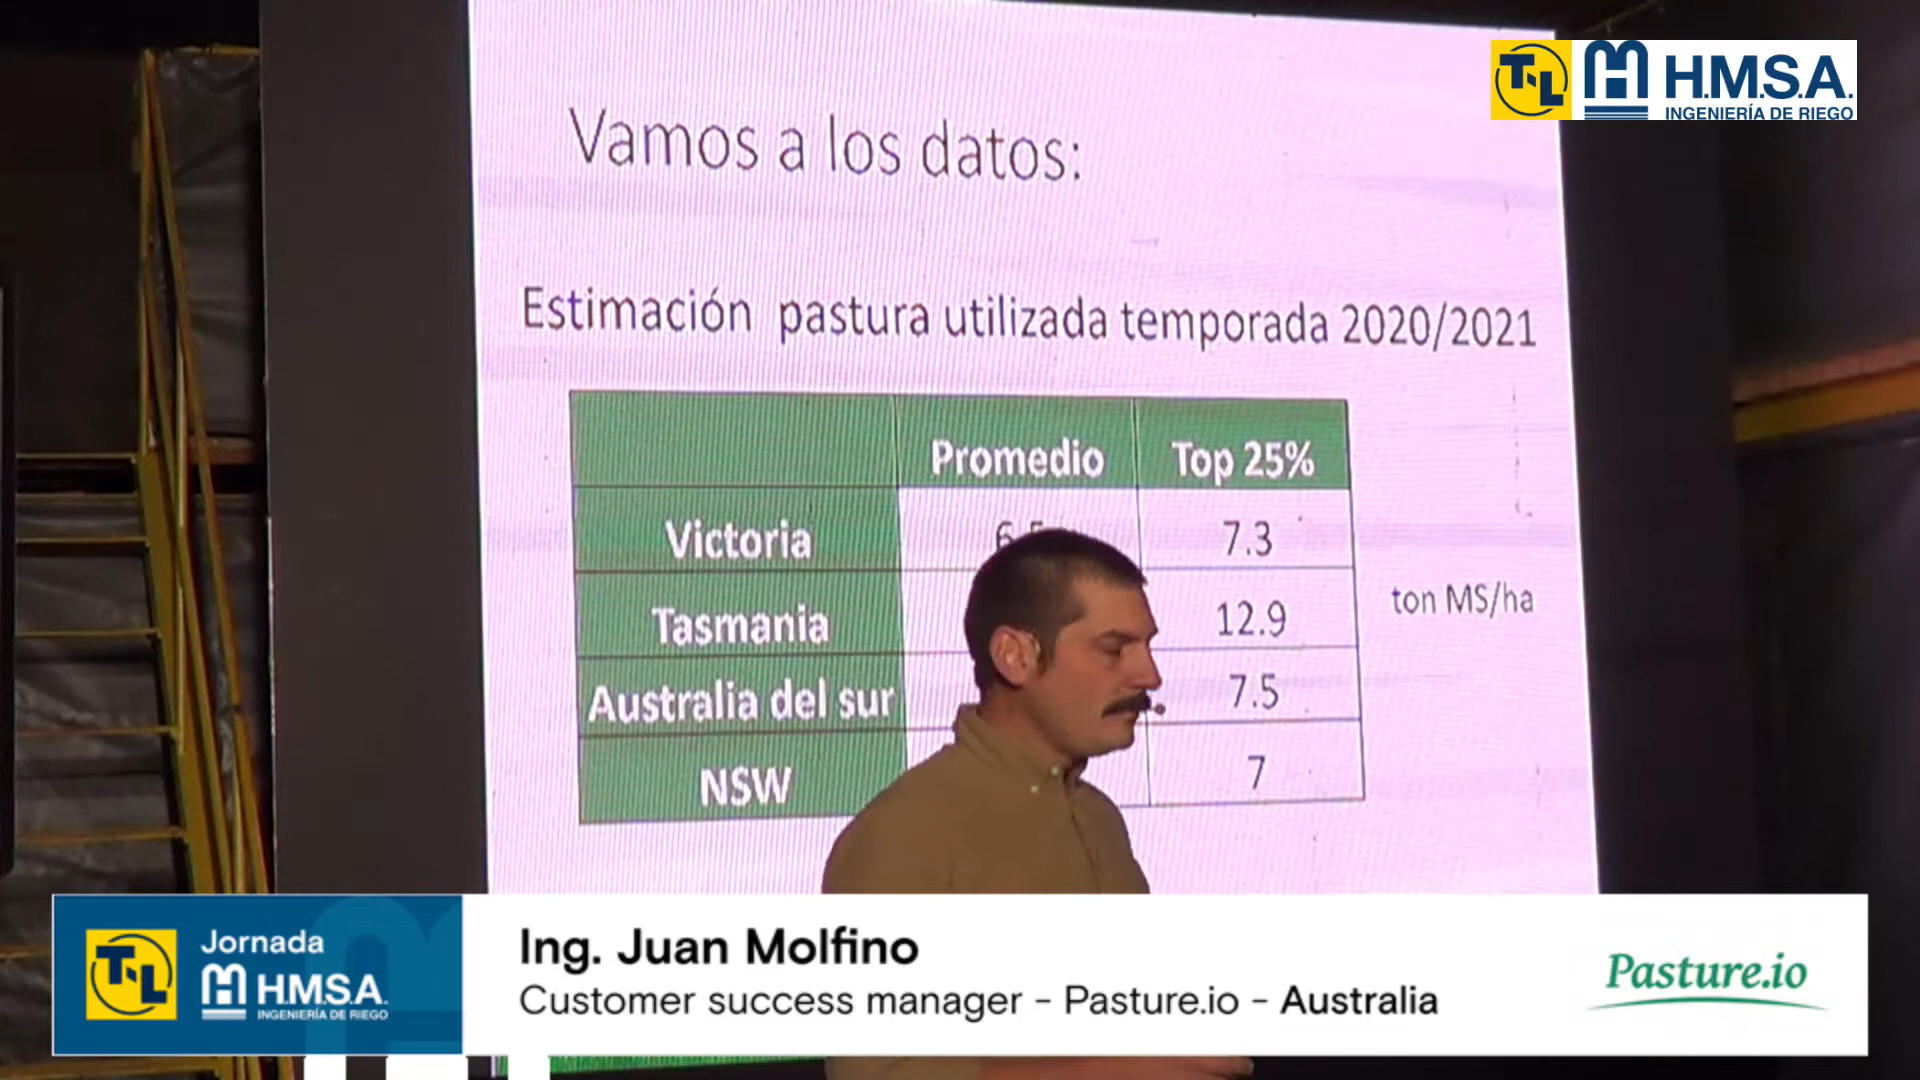 T-L H.M.S.A.
INGENIERÍA DE RIEGO
Vamos a los datos:
Estimación pastura utilizada temporada 2020/2021
Promedio Top 25%
Victoria 7.3
Tasmania 12.9
ton MS/ha
Australia del sur 7.5
NSW 7
Jornada
T-L H.M.S.A.
INGENIERÍA DE RIEGO
Ing. Juan Molfino
Customer success manager - Pasture.io - Australia
Pasture.io